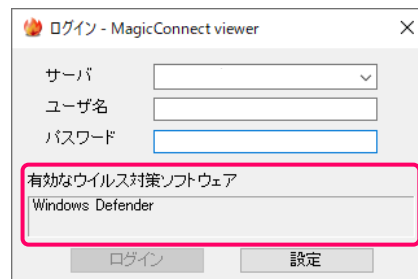 ログイン - MagicConnect viewer
サーバ
ユーザ名
パスワード
有効なウイルス対策ソフトウェア
Windows Defender
ログイン 設定